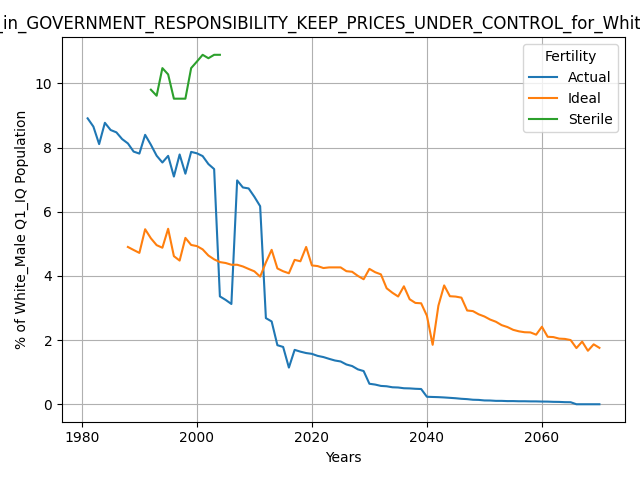 _in_GOVERNMENT_RESPONSIBILITY_KEEP_PRICES_UNDER_CONTROL_for_Whit
Fertility
Actual
Ideal
Sterile
% of White_Male Q1_IQ Population
10
8
6
4
2
0
1980 2000 2020 2040 2060
Years